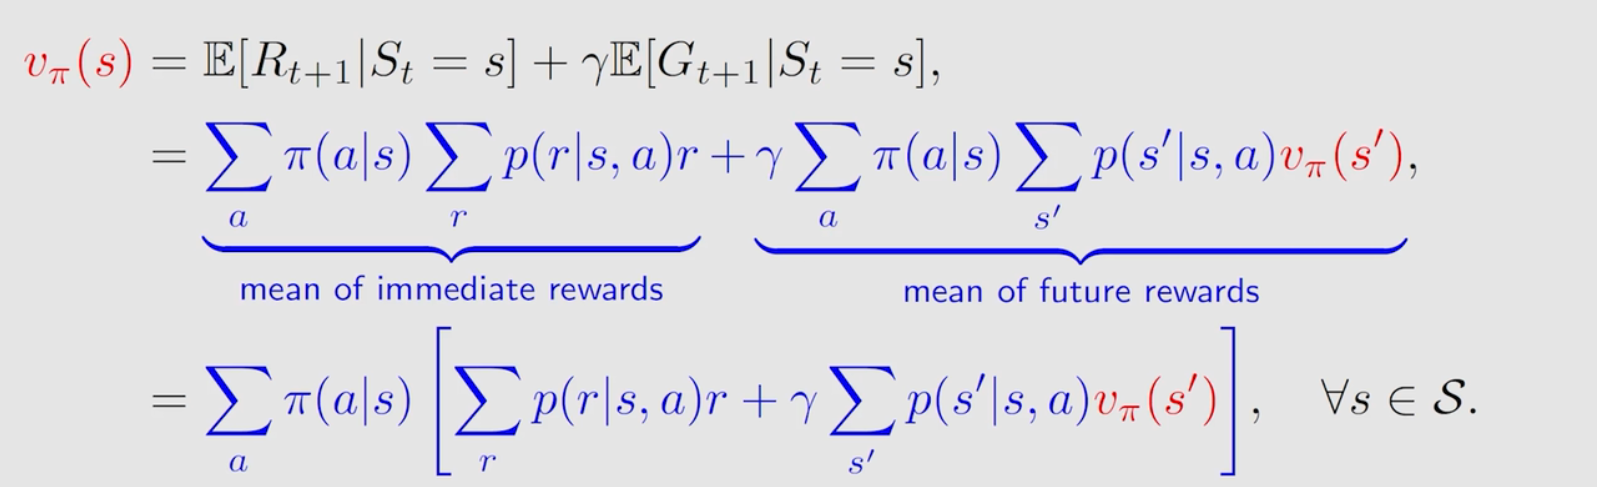 v_π(s) = 𝔼[R_{t+1}|S_t = s] + γ𝔼[G_{t+1}|S_t = s],
= ∑_a π(a|s) ∑_r p(r|s, a)r + γ ∑_a π(a|s) ∑_{s′} p(s′|s, a)v_π(s′),
mean of immediate rewards mean of future rewards
= ∑_a π(a|s) [ ∑_r p(r|s, a)r + γ ∑_{s′} p(s′|s, a)v_π(s′) ], ∀s ∈ 𝒮.